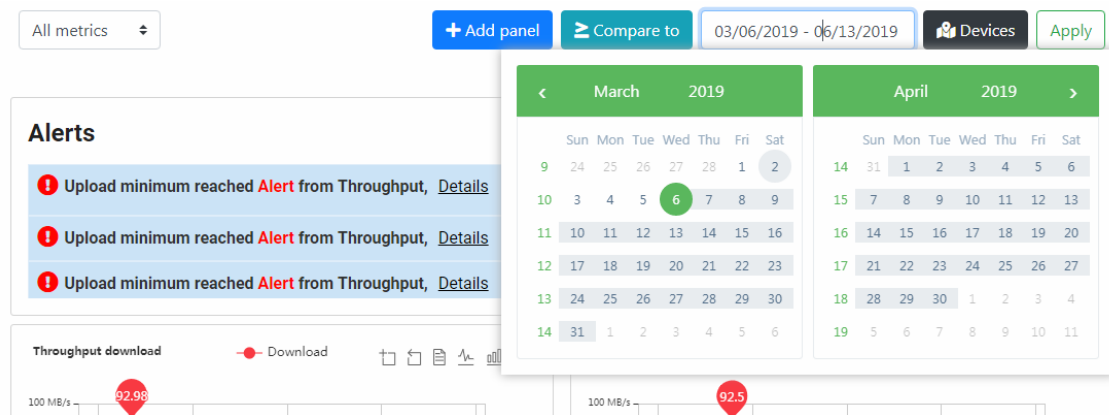 All metrics
Add panel
Compare to
03/06/2019 - 06/13/2019
Devices
Apply
Alerts
Upload minimum reached Alert from Throughput, Details
Upload minimum reached Alert from Throughput, Details
Upload minimum reached Alert from Throughput, Details
March 2019
Sun Mon Tue Wed Thu Fri Sat
9 24 25 26 27 28 1 2
10 3 4 5 6 7 8 9
11 10 11 12 13 14 15 16
12 17 18 19 20 21 22 23
13 24 25 26 27 28 29 30
14 31 1 2 3 4 5 6
April 2019
Sun Mon Tue Wed Thu Fri Sat
14 31 1 2 3 4 5 6
15 7 8 9 10 11 12 13
16 14 15 16 17 18 19 20
17 21 22 23 24 25 26 27
18 28 29 30 1 2 3 4
19 5 6 7 8 9 10 11
Throughput download
Download
92.98
100 MB/s
92.5
100 MB/s